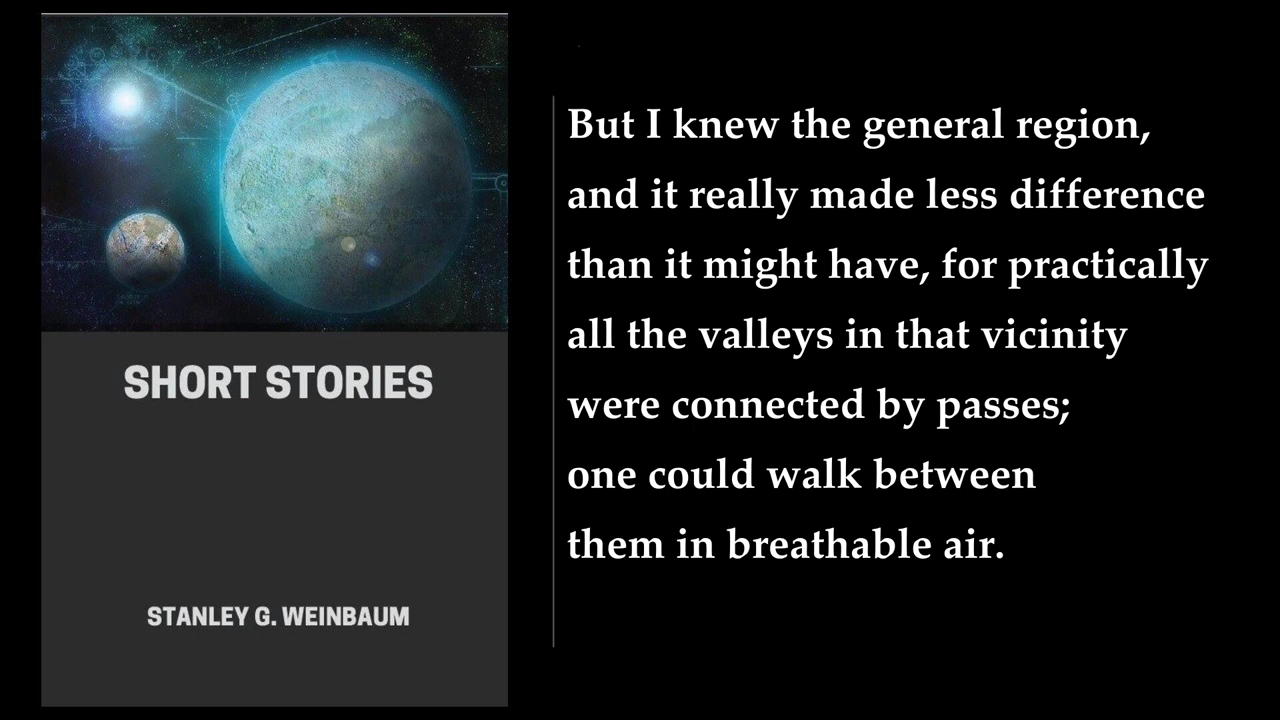 SHORT STORIES
STANLEY G. WEINBAUM
But I knew the general region,
and it really made less difference
than it might have, for practically
all the valleys in that vicinity
were connected by passes;
one could walk between
them in breathable air.